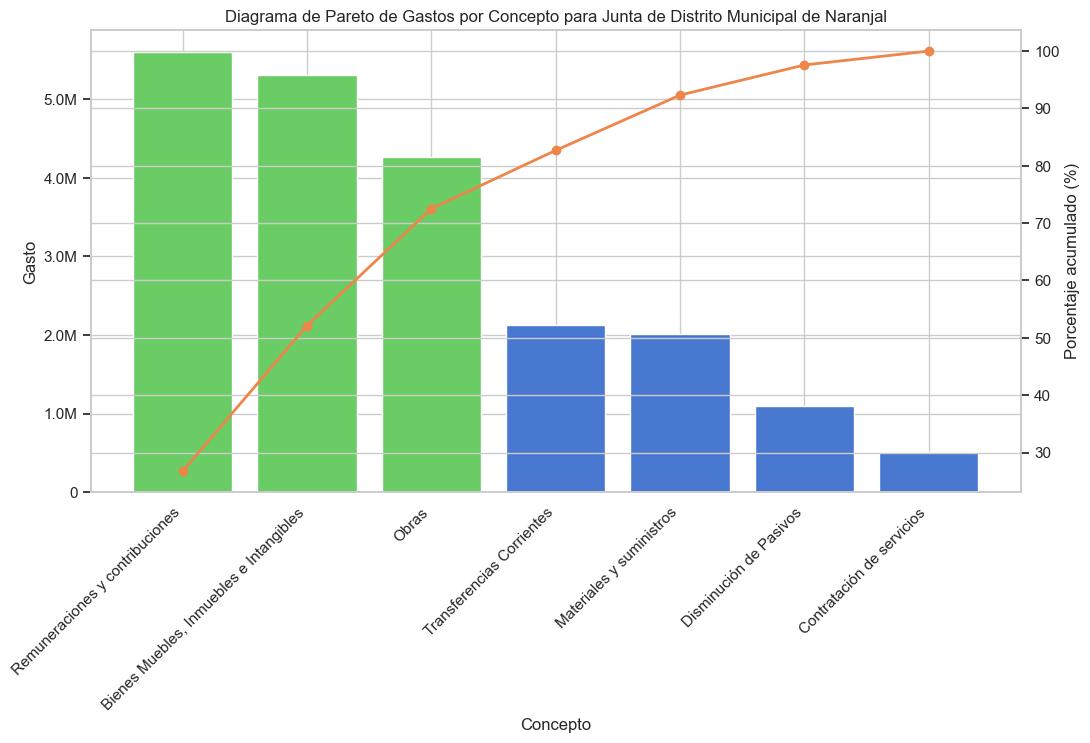 Diagrama de Pareto de Gastos por Concepto para Junta de Distrito Municipal de Naranjal
Gasto
5.0M
4.0M
3.0M
2.0M
1.0M
0
100
90
80
70
60
50
40
30
Porcentaje acumulado (%)
Remuneraciones y contribuciones
Bienes Muebles, Inmuebles e Intangibles
Obras
Transferencias Corrientes
Materiales y suministros
Disminución de Pasivos
Contratación de servicios
Concepto